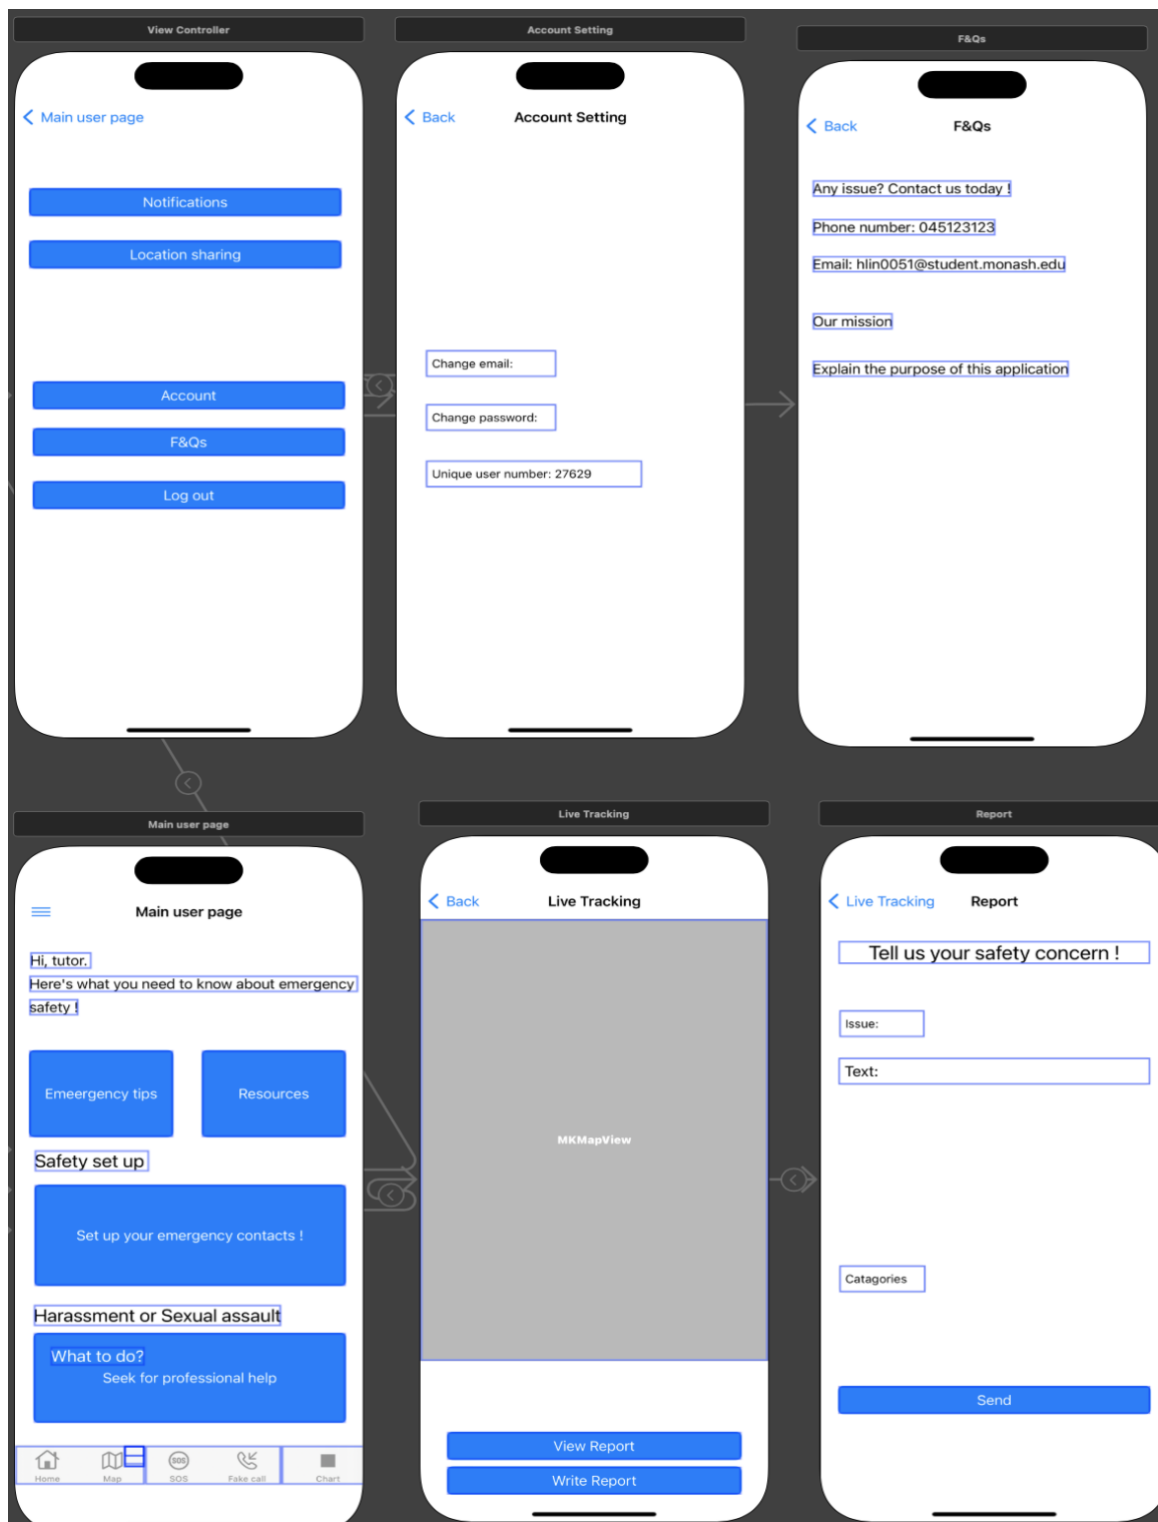 View Controller
Main user page
Notifications
Location sharing
Account
F&Qs
Log out
Account Setting
Back
Account Setting
Change email:
Change password:
Unique user number: 27629
F&Qs
Back
F&Qs
Any issue? Contact us today !
Phone number: 045123123
Email: hlin0051@student.monash.edu
Our mission
Explain the purpose of this application
Main user page
Main user page
Hi, tutor.
Here's what you need to know about emergency
safety !
Emeergency tips
Resources
Safety set up
Set up your emergency contacts !
Harassment or Sexual assault
What to do?
Seek for professional help
Home
Map
SOS
SOS
Fake call
Chart
Live Tracking
Back
Live Tracking
MKMapView
View Report
Write Report
Report
Live Tracking
Report
Tell us your safety concern !
Issue:
Text:
Catagories
Send